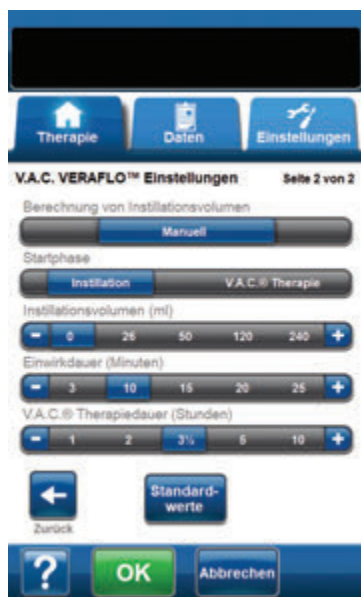 Therapie Daten Einstellungen
V.A.C. VERAFLO™ Einstellungen Seite 2 von 2
Berechnung von Instillationsvolumen
Manuell
Startphase
Instillation V.A.C.® Therapie
Instillationsvolumen (ml)
- 0 25 50 120 240 +
Einwirkdauer (Minuten)
- 3 10 15 20 25 +
V.A.C.® Therapiedauer (Stunden)
- 1 2 3½ 5 10 +
Standard-
werte
Zurück
? OK Abbrechen